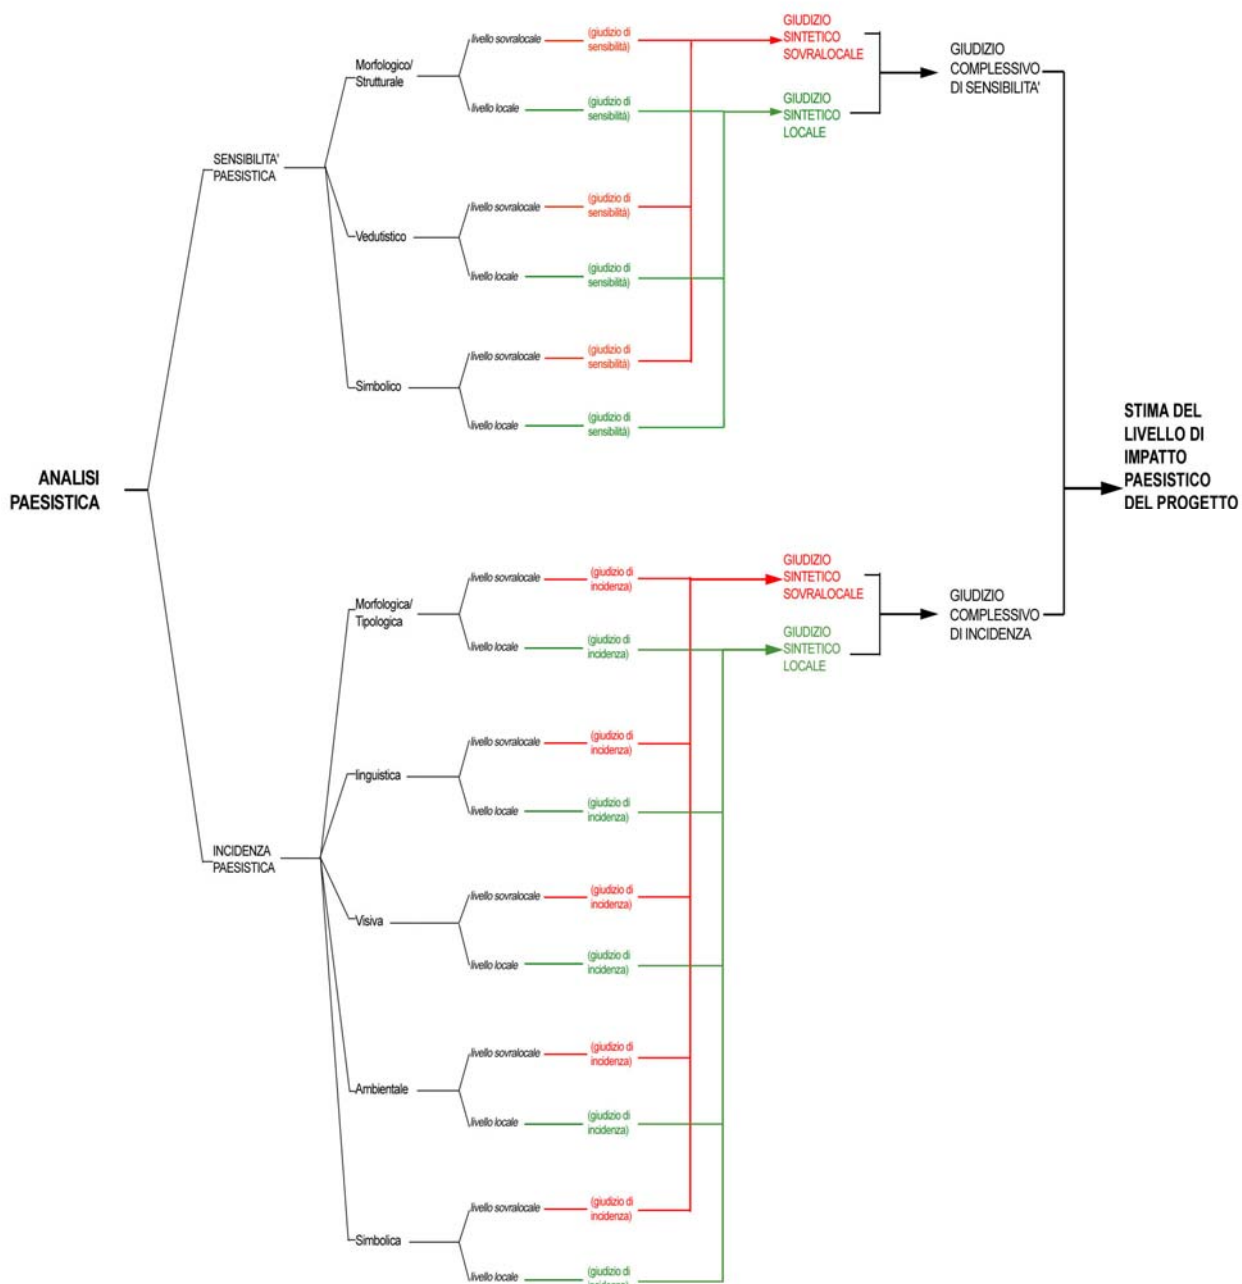 ANALISI
PAESISTICA
SENSIBILITA'
PAESISTICA
Morfologico/
Strutturale
livello sovralocale
(giudizio di
sensibilità)
livello locale
(giudizio di
sensibilità)
Vedutistico
livello sovralocale
(giudizio di
sensibilità)
livello locale
(giudizio di
sensibilità)
Simbolico
livello sovralocale
(giudizio di
sensibilità)
livello locale
(giudizio di
sensibilità)
GIUDIZIO
SINTETICO
SOVRALOCALE
GIUDIZIO
SINTETICO
LOCALE
GIUDIZIO
COMPLESSIVO
DI SENSIBILITA'
INCIDENZA
PAESISTICA
Morfologica/
Tipologica
livello sovralocale
(giudizio di
incidenza)
livello locale
(giudizio di
incidenza)
linguistica
livello sovralocale
(giudizio di
incidenza)
livello locale
(giudizio di
incidenza)
Visiva
livello sovralocale
(giudizio di
incidenza)
livello locale
(giudizio di
incidenza)
Ambientale
livello sovralocale
(giudizio di
incidenza)
livello locale
(giudizio di
incidenza)
Simbolica
livello sovralocale
(giudizio di
incidenza)
livello locale
(giudizio di
incidenza)
GIUDIZIO
SINTETICO
SOVRALOCALE
GIUDIZIO
SINTETICO
LOCALE
GIUDIZIO
COMPLESSIVO
DI INCIDENZA
STIMA DEL
LIVELLO DI
IMPATTO
PAESISTICO
DEL PROGETTO